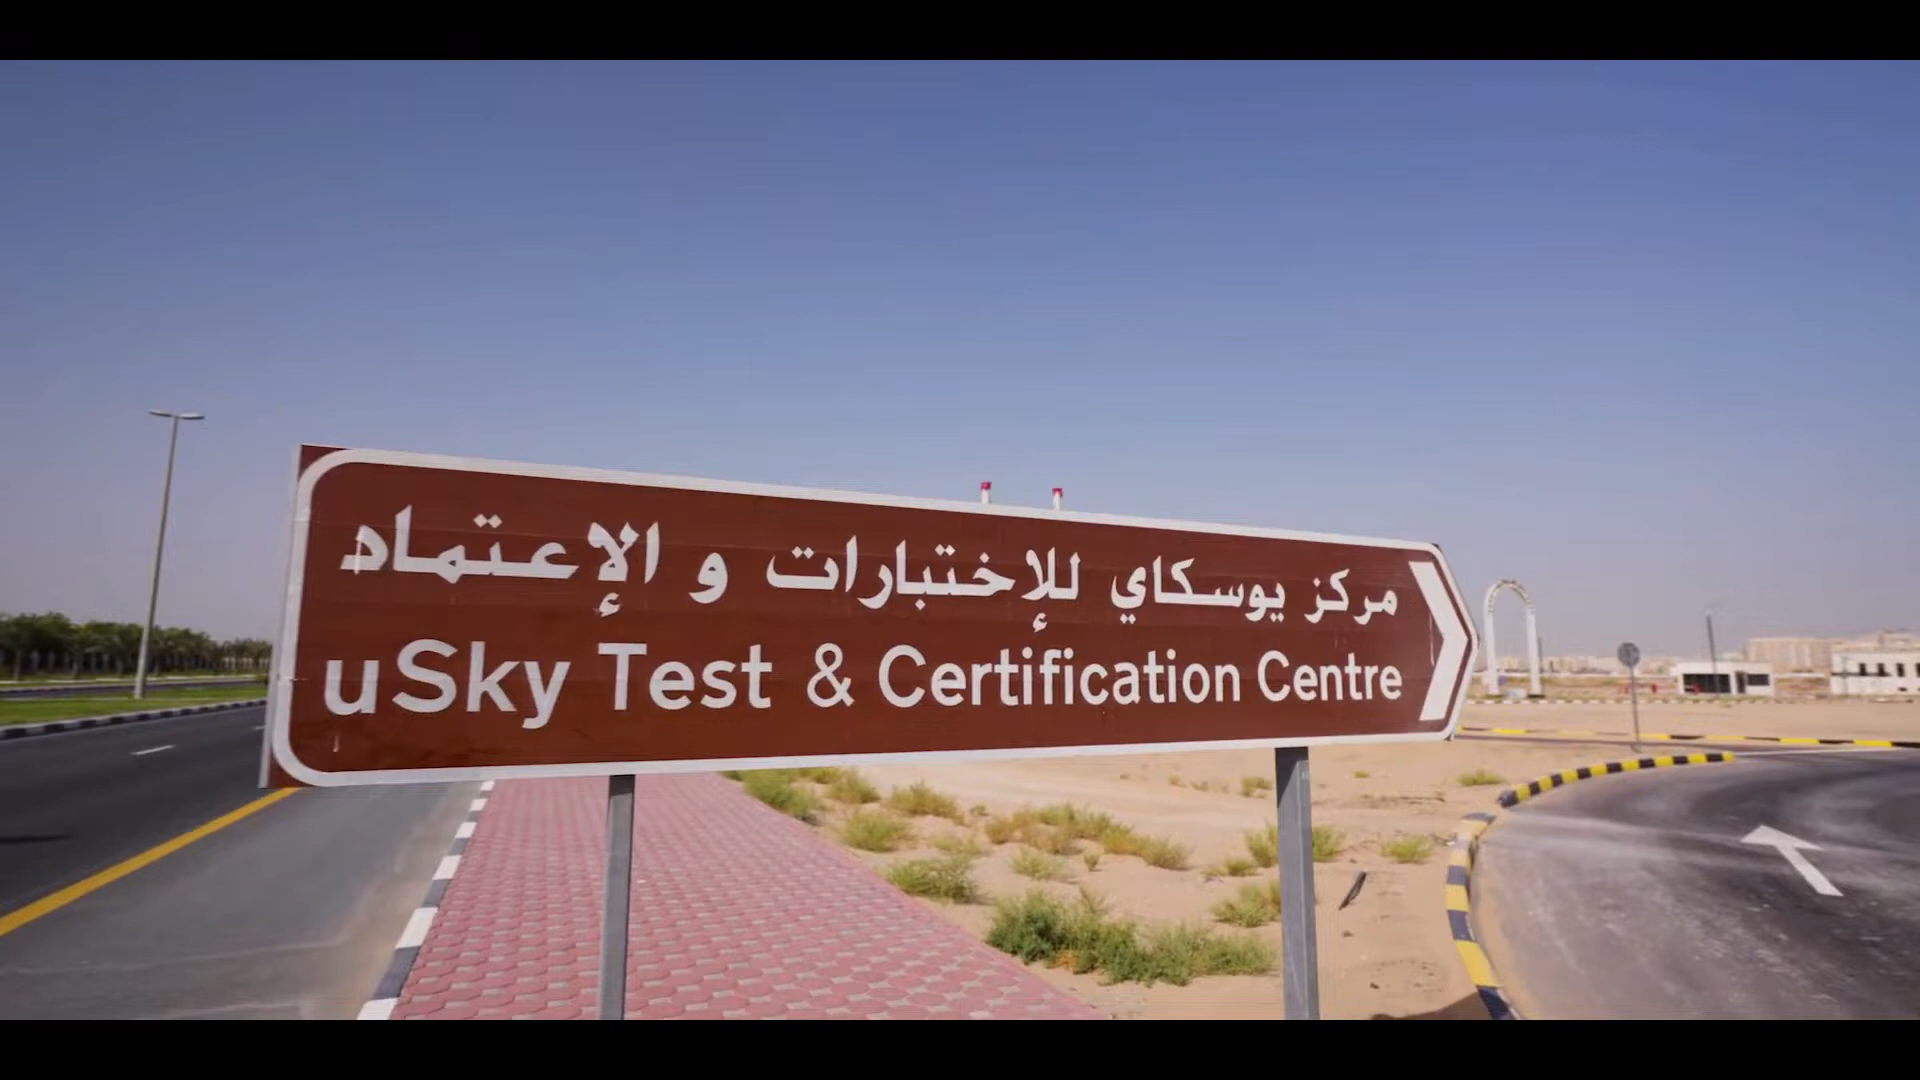 مركز يوسكاي للإختبارات و الإعتماد
uSky Test & Certification Centre